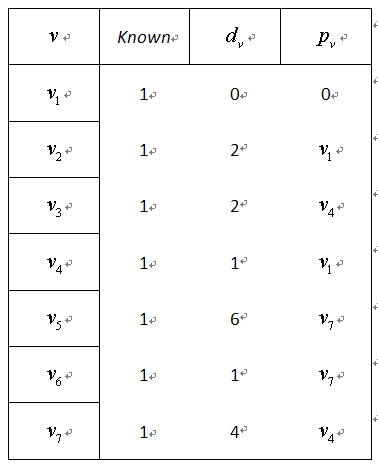 v Known d_v p_v
v_1 1 0 0
v_2 1 2 v_1
v_3 1 2 v_4
v_4 1 1 v_1
v_5 1 6 v_7
v_6 1 1 v_7
v_7 1 4 v_4